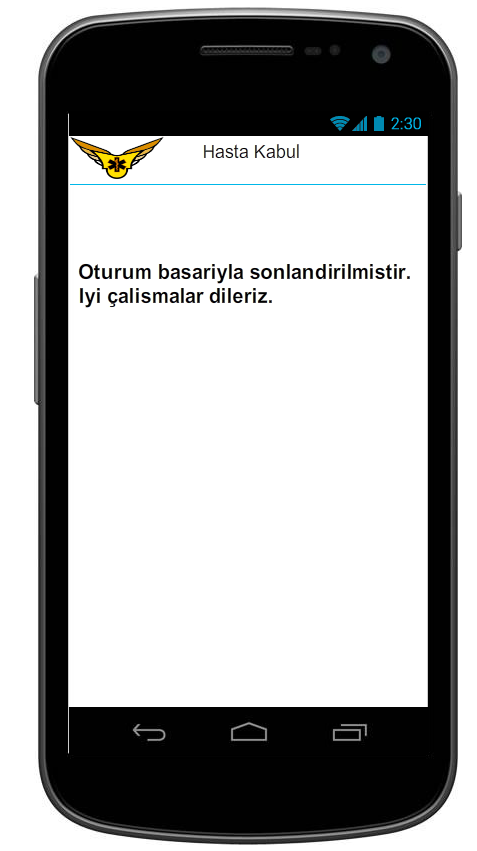 2:30
Hasta Kabul
Oturum basariyla sonlandirilmistir.
Iyi çalismalar dileriz.